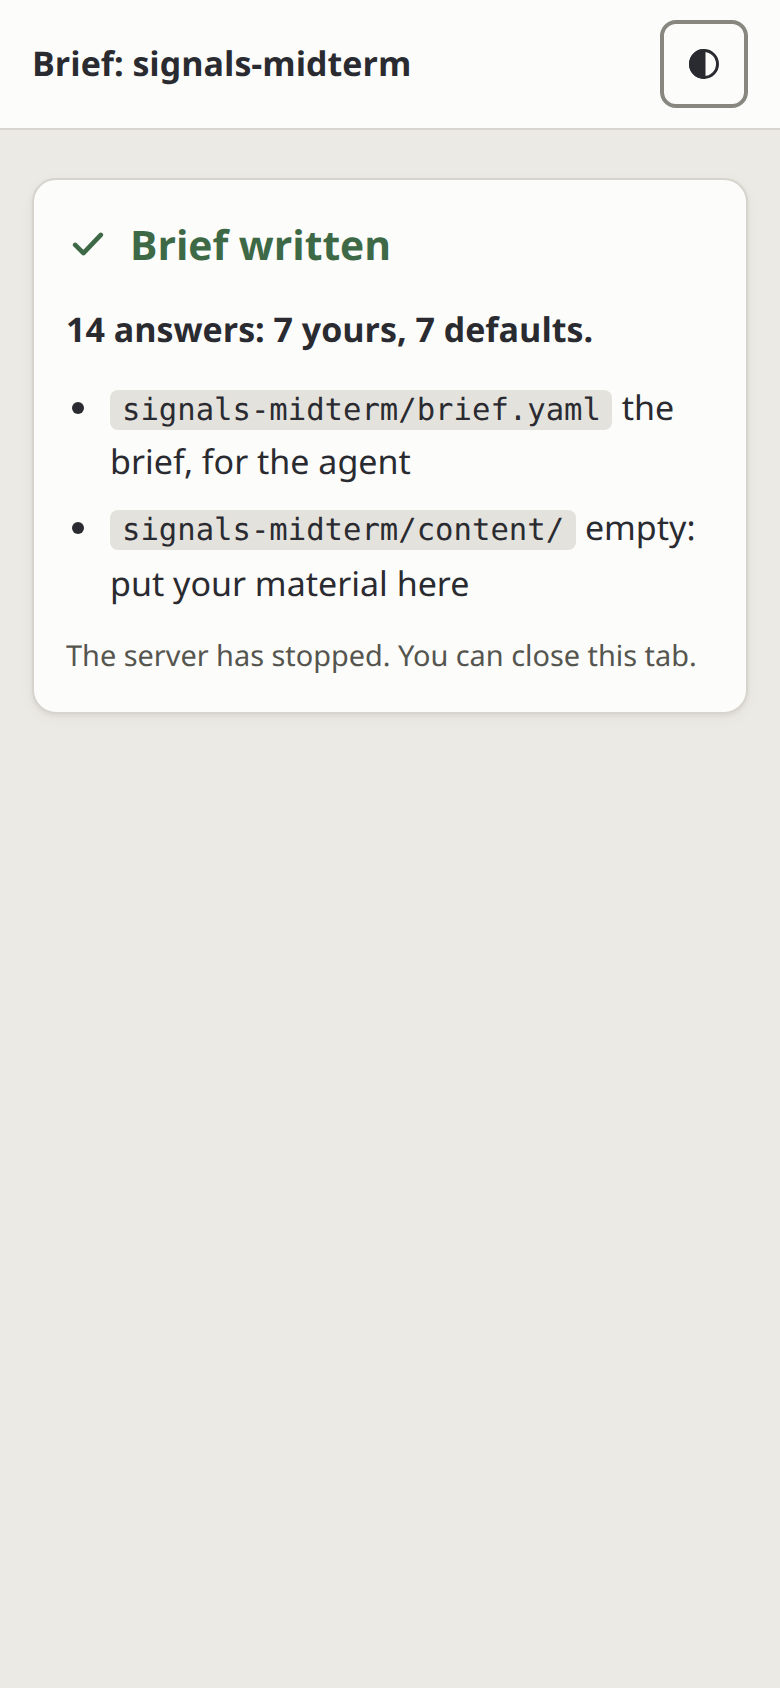 Brief: signals-midterm
Brief written
14 answers: 7 yours, 7 defaults.
signals-midterm/brief.yaml the
brief, for the agent
signals-midterm/content/ empty:
put your material here
The server has stopped. You can close this tab.